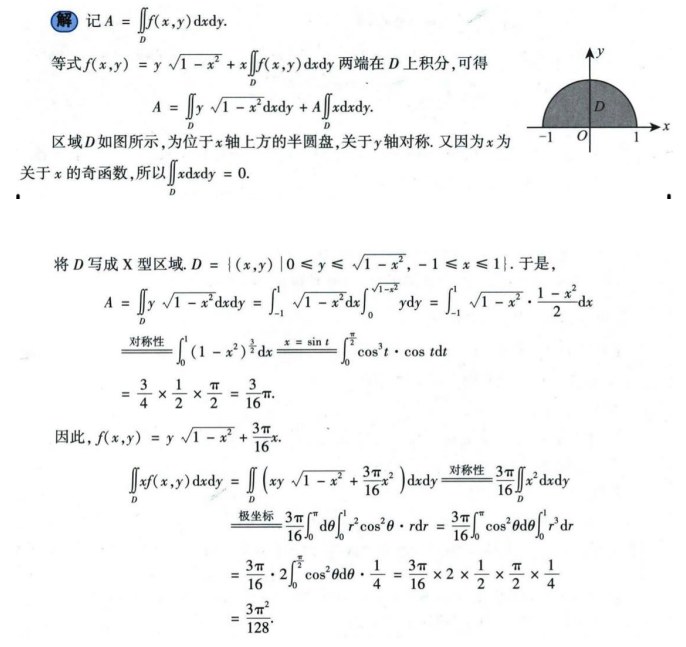 解 记 A = ∬_D f(x,y)dxdy.
等式 f(x,y) = y√(1-x²) + x∬_D f(x,y)dxdy 两端在 D 上积分,可得
A = ∬_D y√(1-x²)dxdy + A∬_D xdxdy.
区域 D 如图所示,为位于 x 轴上方的半圆盘,关于 y 轴对称. 又因为 x 为
关于 x 的奇函数,所以∬_D xdxdy = 0.
y
D
-1 O 1 x
将 D 写成 X 型区域. D = {(x,y)|0 ≤ y ≤ √(1-x²), -1 ≤ x ≤ 1}. 于是,
A = ∬_D y√(1-x²)dxdy = ∫_{-1}^{1} √(1-x²)dx∫_0^{√(1-x²)} ydy = ∫_{-1}^{1} √(1-x²) · (1-x²)/2 dx
对称性 ∫_0^1 (1-x²)^{3/2}dx x = sin t ∫_0^{π/2} cos³t · cos tdt
= 3/4 × 1/2 × π/2 = 3/16 π.
因此, f(x,y) = y√(1-x²) + 3π/16 x.
∬_D xf(x,y)dxdy = ∬_D (xy√(1-x²) + 3π/16 x²)dxdy 对称性 3π/16 ∬_D x²dxdy
极坐标 3π/16 ∫_0^π dθ∫_0^1 r²cos²θ · rdr = 3π/16 ∫_0^π cos²θdθ∫_0^1 r³dr
= 3π/16 · 2∫_0^{π/2} cos²θdθ · 1/4 = 3π/16 × 2 × 1/2 × π/2 × 1/4
= 3π²/128.